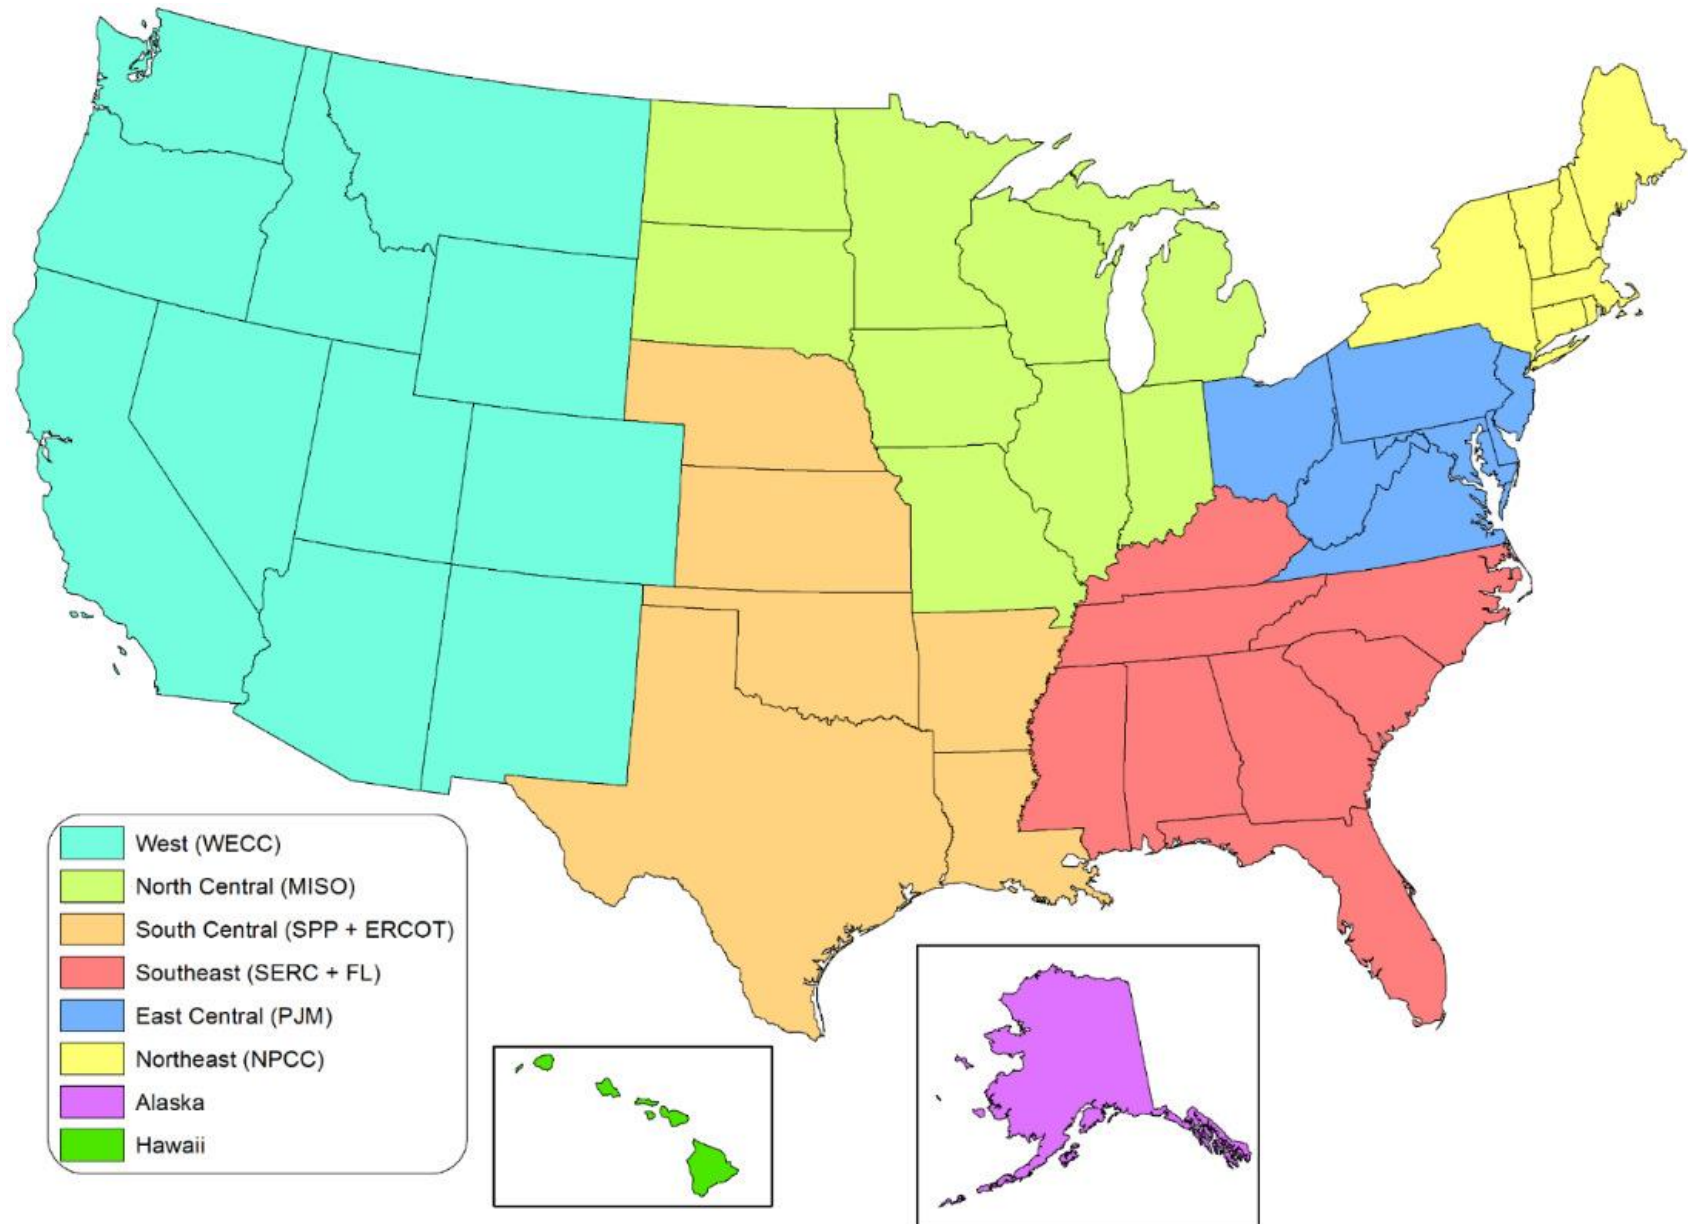 West (WECC)
North Central (MISO)
South Central (SPP + ERCOT)
Southeast (SERC + FL)
East Central (PJM)
Northeast (NPCC)
Alaska
Hawaii